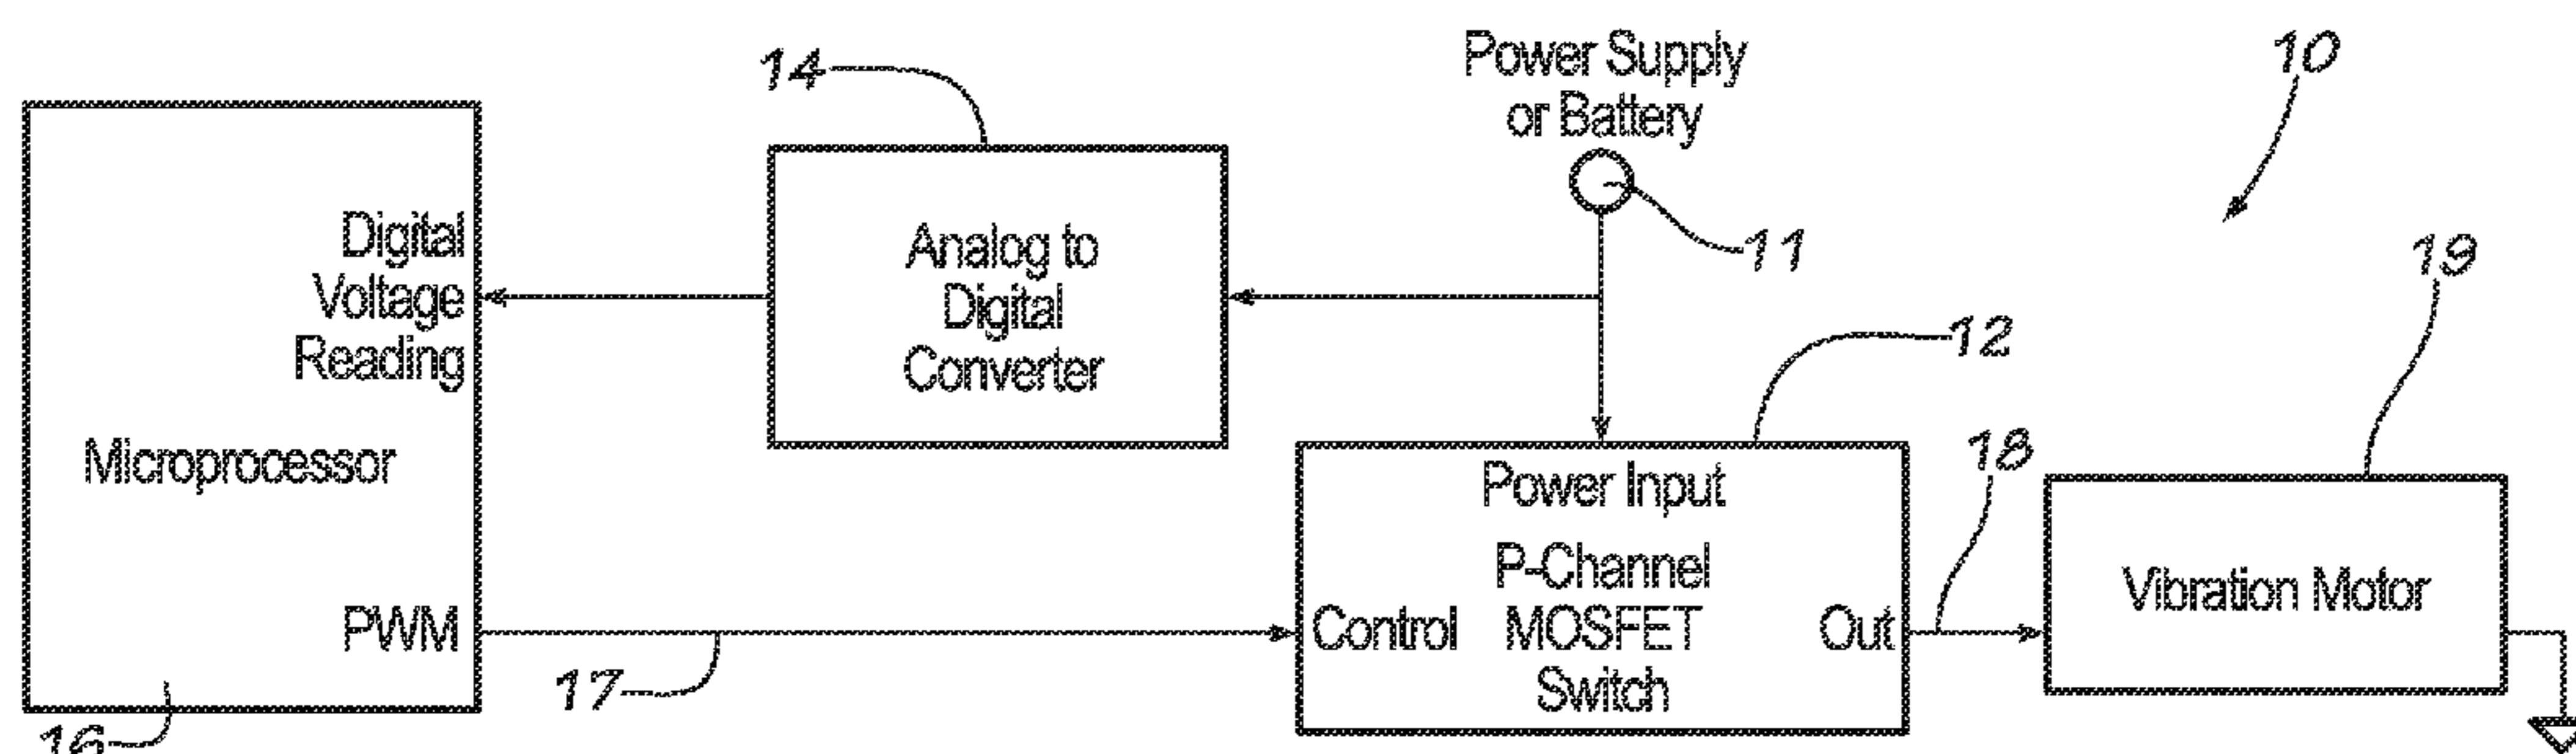 14
Power Supply
or Battery
10
11
Analog to
Digital
Converter
Digital
Voltage
Reading
Microprocessor
PWM
16
17
12
Power Input
P-Channel
MOSFET
Switch
Control
Out
18
19
Vibration Motor